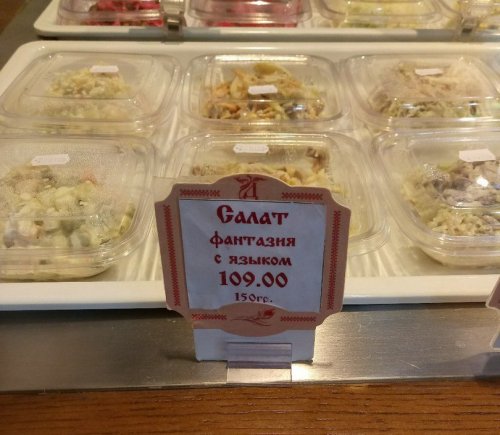 Салат
фантазия
с языком
109.00
150гр.